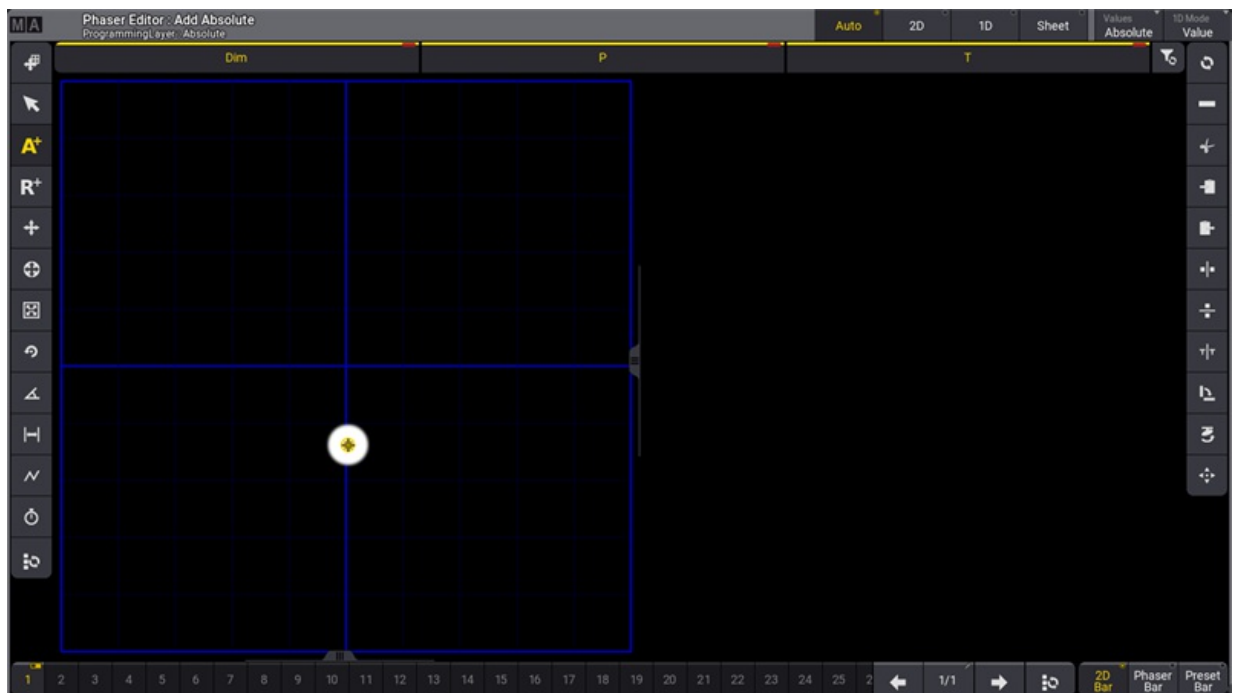 MA
Phaser Editor : Add Absolute
ProgrammingLayer Absolute
Auto
2D
1D
Sheet
Values
Absolute
1D Mode
Value
Dim
P
T
A+
R+
1 2 3 4 5 6 7 8 9 10 11 12 13 14 15 16 17 18 19 20 21 22 23 24 25 2
1/1
2D
Bar
Phaser
Bar
Preset
Bar